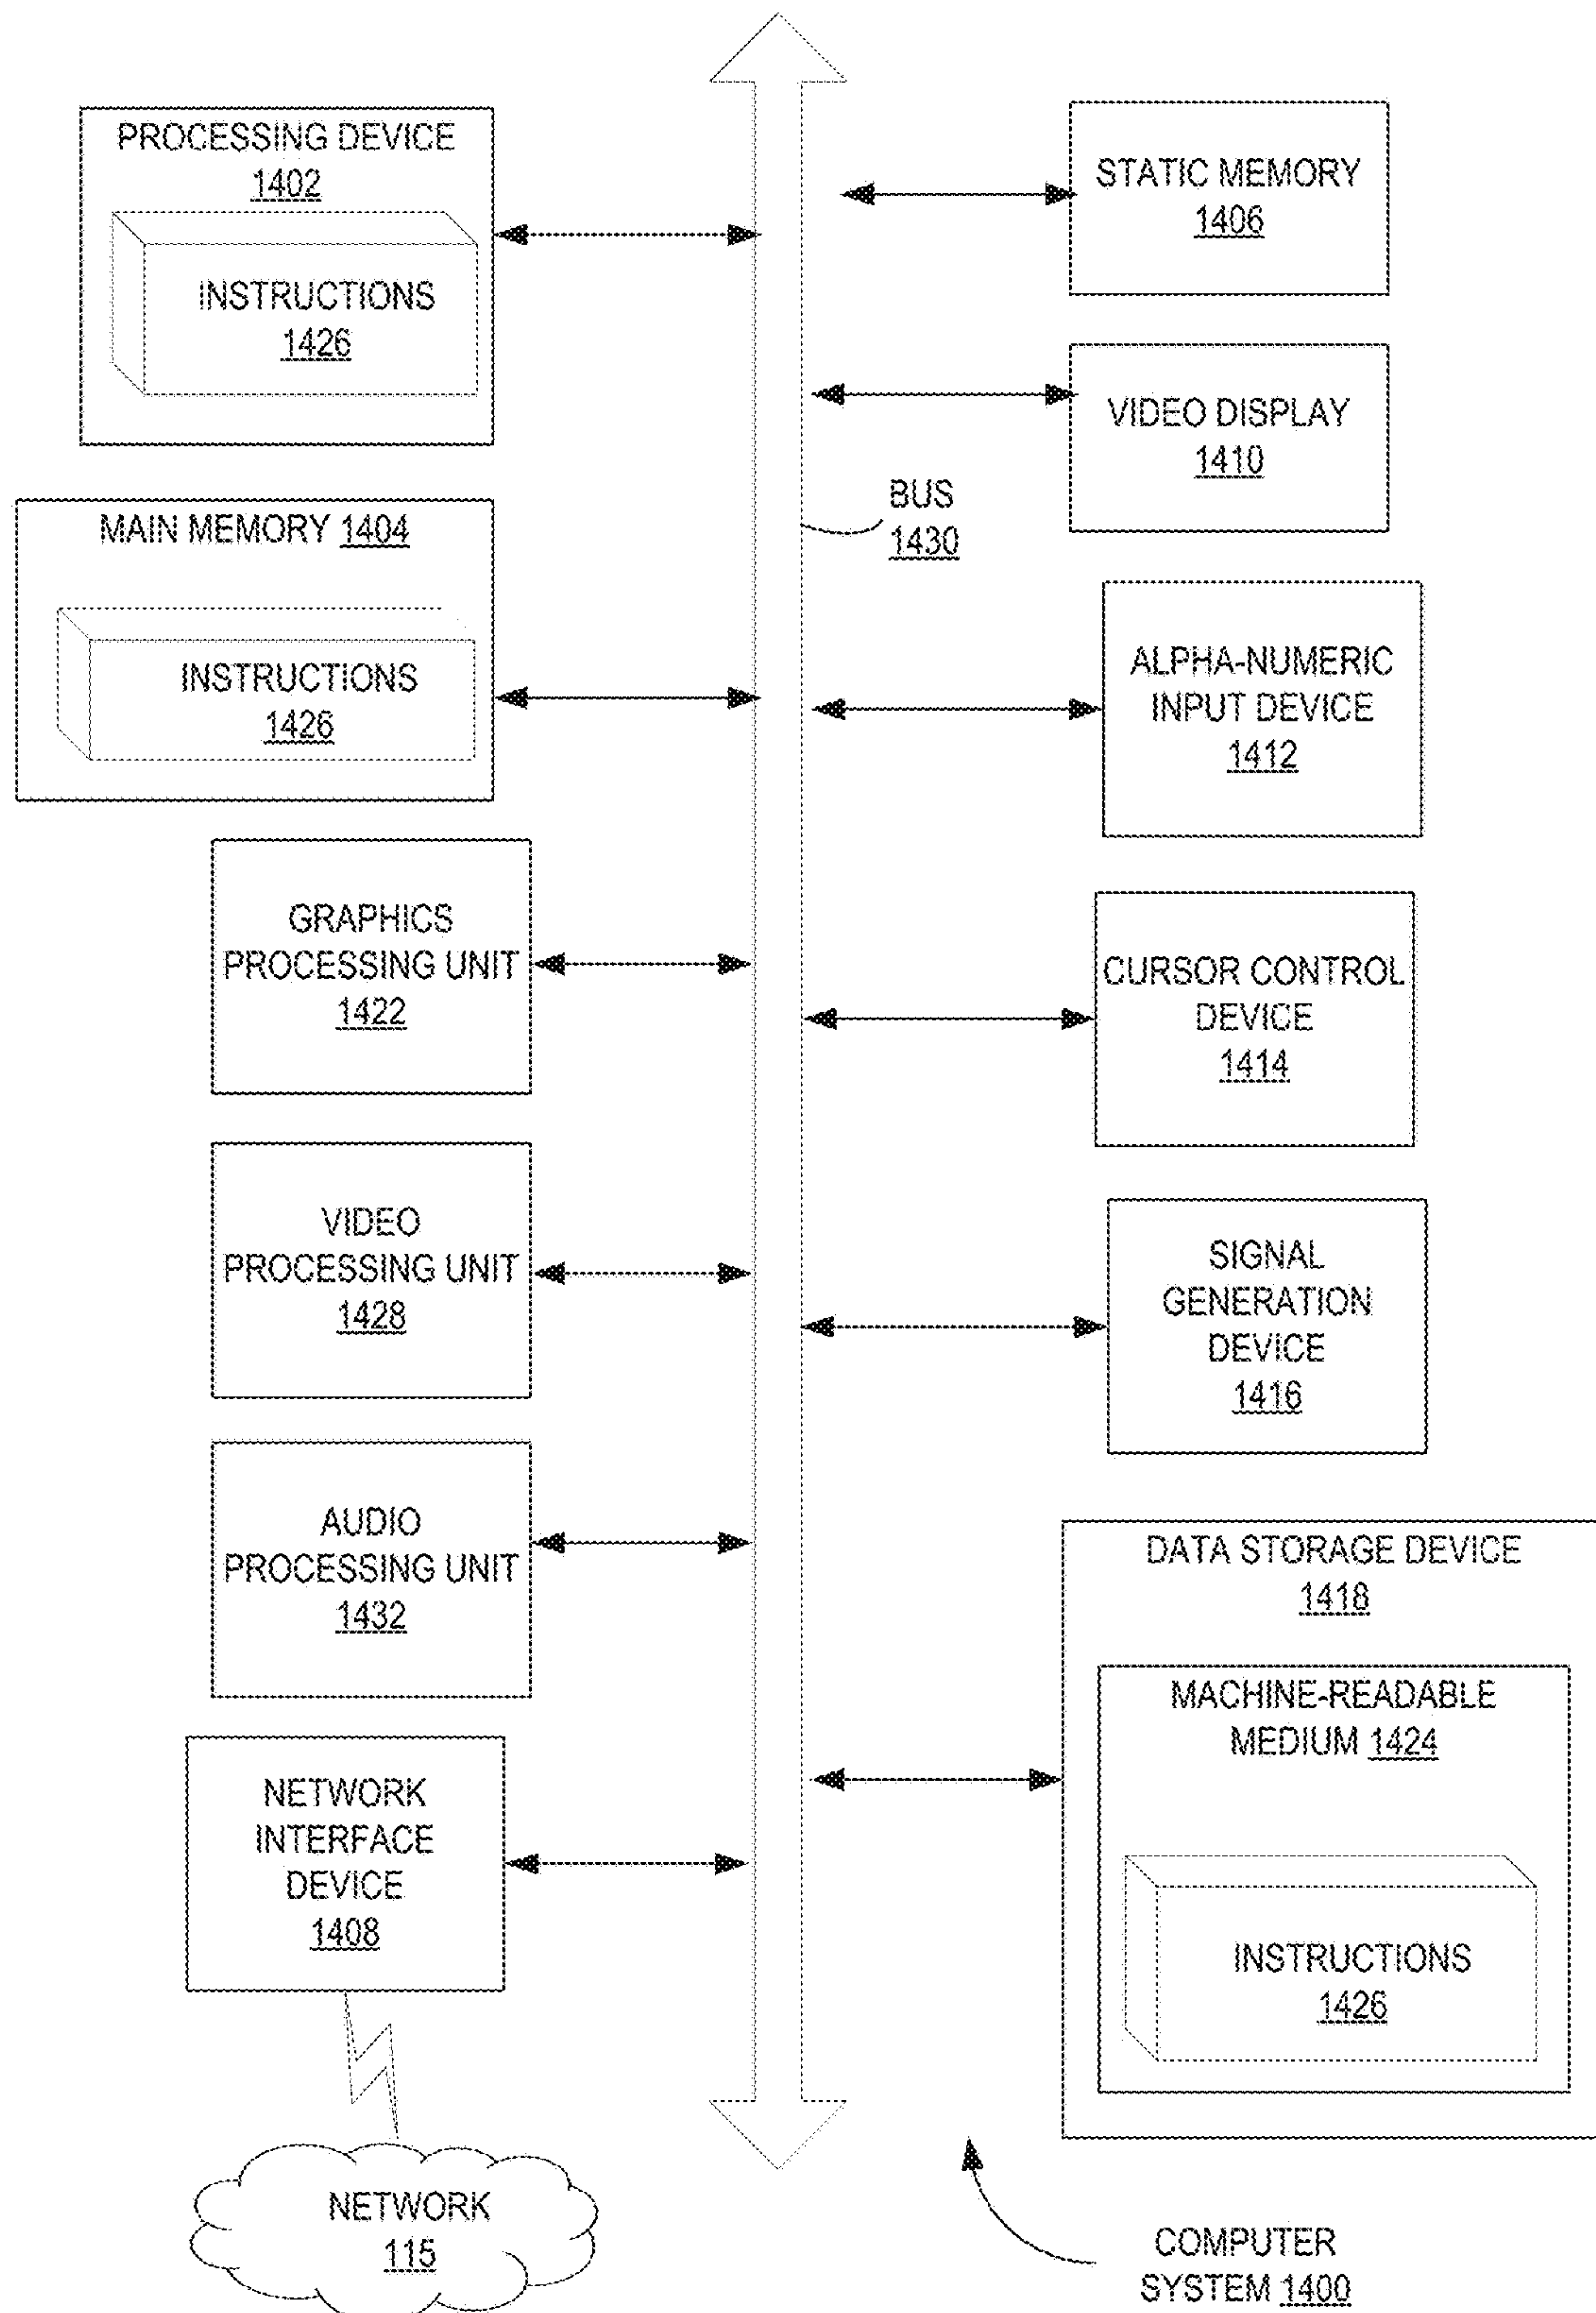 PROCESSING DEVICE
1402
INSTRUCTIONS
1426
MAIN MEMORY 1404
INSTRUCTIONS
1426
GRAPHICS
PROCESSING UNIT
1422
VIDEO
PROCESSING UNIT
1428
AUDIO
PROCESSING UNIT
1432
NETWORK
INTERFACE
DEVICE
1408
NETWORK
115
BUS
1430
STATIC MEMORY
1406
VIDEO DISPLAY
1410
ALPHA-NUMERIC
INPUT DEVICE
1412
CURSOR CONTROL
DEVICE
1414
SIGNAL
GENERATION
DEVICE
1416
DATA STORAGE DEVICE
1418
MACHINE-READABLE
MEDIUM 1424
INSTRUCTIONS
1426
COMPUTER
SYSTEM 1400